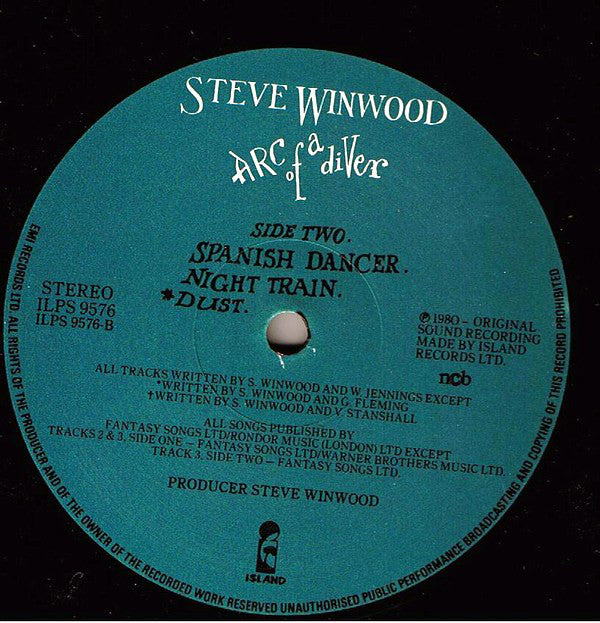 STEVE WINWOOD
ARC of a diver
SIDE TWO.
SPANISH DANCER.
NIGHT TRAIN.
*DUST.
STEREO
ILPS 9576
ILPS 9576-B
℗ 1980 - ORIGINAL
SOUND RECORDING
MADE BY ISLAND
RECORDS LTD.
ncb
ALL TRACKS WRITTEN BY S. WINWOOD AND W. JENNINGS EXCEPT
*WRITTEN BY S. WINWOOD AND G. FLEMING
†WRITTEN BY S. WINWOOD AND V. STANSHALL
ALL SONGS PUBLISHED BY
FANTASY SONGS LTD/RONDOR MUSIC (LONDON) LTD EXCEPT
TRACKS 2 & 3, SIDE ONE – FANTASY SONGS LTD/WARNER BROTHERS MUSIC LTD.
TRACK 3, SIDE TWO – FANTASY SONGS LTD.
PRODUCER STEVE WINWOOD
ISLAND
EMI RECORDS LTD. ALL RIGHTS OF THE PRODUCER AND OF THE OWNER OF THE RECORDED WORK RESERVED UNAUTHORISED PUBLIC PERFORMANCE BROADCASTING AND COPYING OF THIS RECORD PROHIBITED